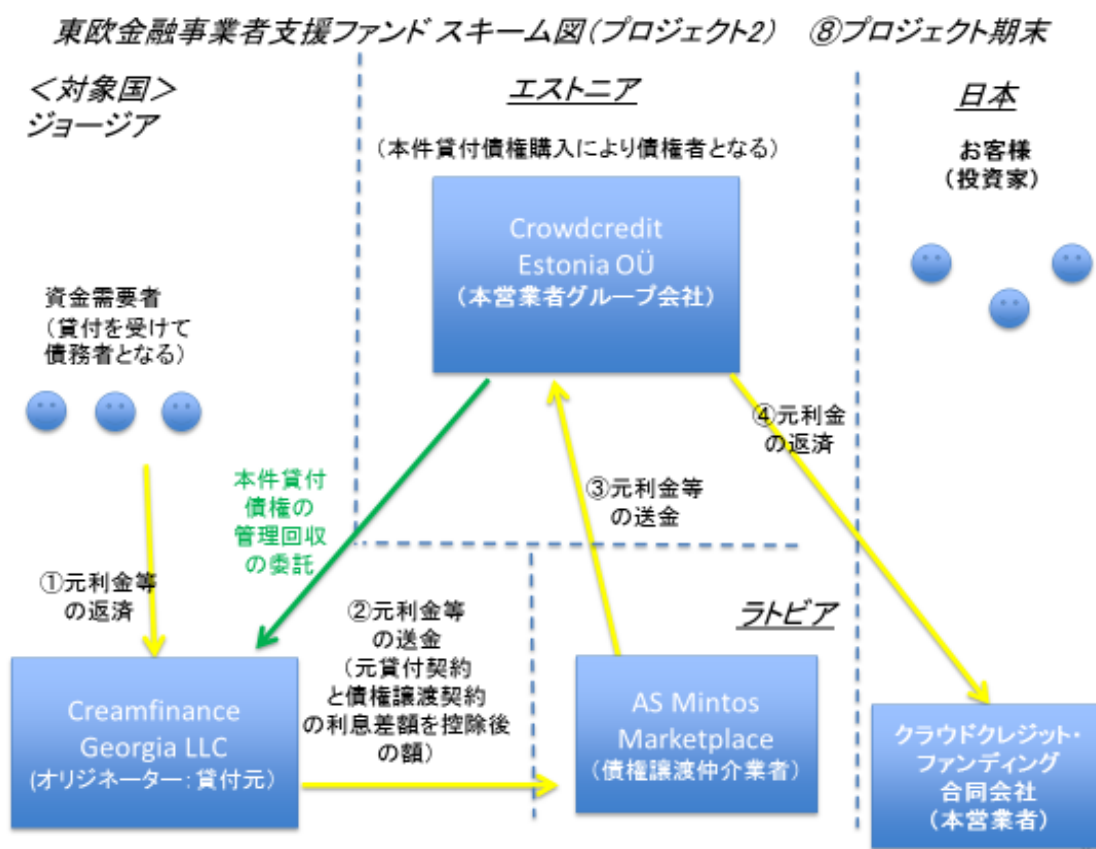 東欧金融事業者支援ファンド スキーム図(プロジェクト2) ⑧プロジェクト期末
<対象国>
ジョージア
エストニア
日本
(本件貸付債権購入により債権者となる)
お客様
(投資家)
Crowdcredit
Estonia OÜ
(本営業者グループ会社)
資金需要者
(貸付を受けて
債務者となる)
④元利金
の返済
本件貸付
債権の
管理回収
の委託
③元利金等
の送金
①元利金等
の返済
②元利金等
の送金
(元貸付契約
と債権譲渡契約
の利息差額を控除後
の額)
ラトビア
Creamfinance
Georgia LLC
(オリジネーター:貸付元)
AS Mintos
Marketplace
(債権譲渡仲介業者)
クラウドクレジット・
ファンディング
合同会社
(本営業者)